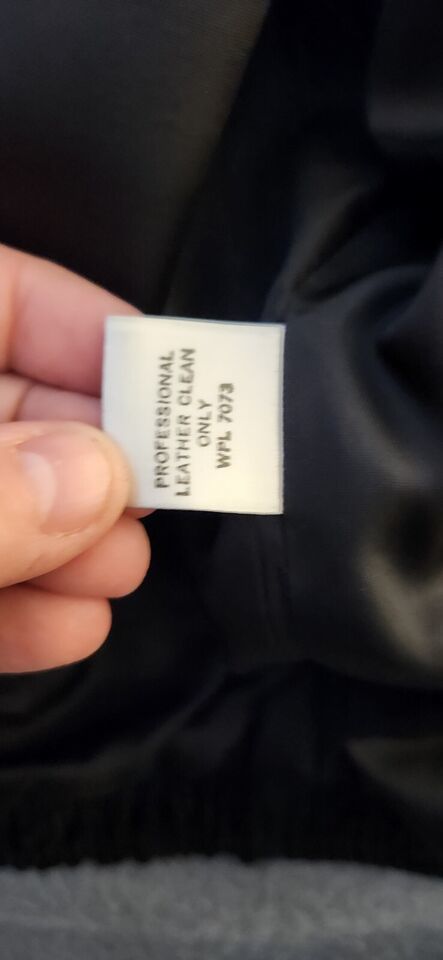 PROFESSIONAL
LEATHER CLEAN
ONLY
WPL 7073